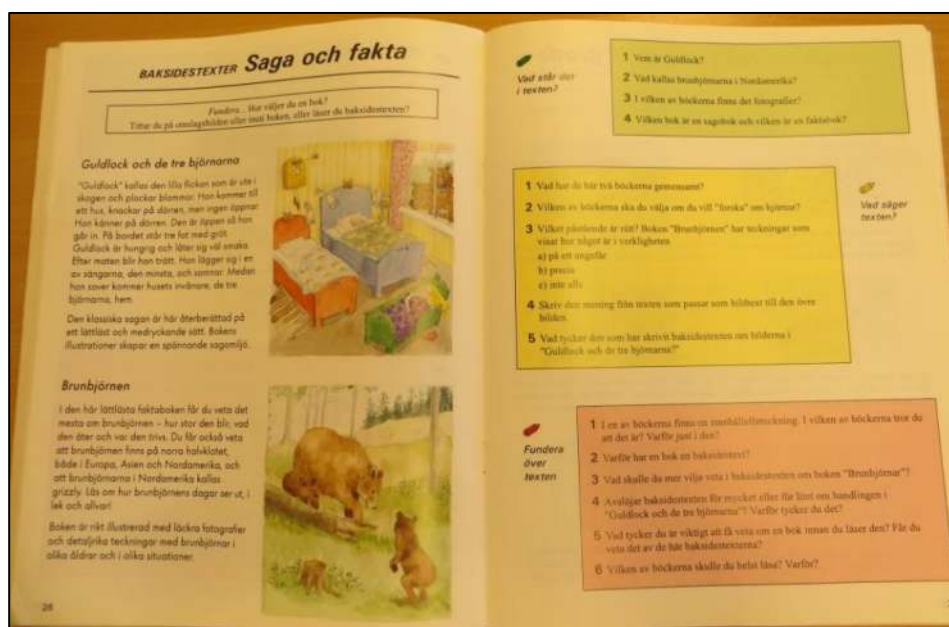 BAKSIDESTEXTER Saga och fakta
Fundera... Hur väljer du en bok?
Tittar du på omslagsbilden eller inuti boken, eller läser du baksidestexten?
Guldlock och de tre björnarna
"Guldlock" kallas den lilla flickan som är ute i
skogen och plockar blommor. Hon kommer till
ett hus, knackar på dörren, men ingen öppnar.
Hon känner på dörren. Den är öppen så hon
går in. På bordet står tre fat med gröt.
Guldlock är hungrig och låter sig väl smaka.
Efter maten blir hon trött. Hon lägger sig i en
av sängarna, den minsta, och somnar. Medan
hon sover kommer husets invånare, de tre
björnarna, hem.
Den klassiska sagan är här återberättad på
ett lättläst och medryckande sätt. Bokens
illustrationer skapar en spännande sagomiljö.
Brunbjörnen
I den här lättlästa faktaboken får du veta det
mesta om brunbjörnen – hur stor den blir, vad
den äter och var den trivs. Du får också veta
att brunbjörnen finns på norra halvklotet,
både i Europa, Asien och Nordamerika, och
att brunbjörnarna i Nordamerika kallas
grizzly. Läs om hur brunbjörnens dagar ser ut, i
lek och allvar!
Boken är rikt illustrerad med läckra fotografier
och detaljrika teckningar med brunbjörnar i
olika åldrar och i olika situationer.
26
Vad står det
i texten?
1 Vem är Guldlock?
2 Vad kallas brunbjörnarna i Nordamerika?
3 I vilken av böckerna finns det fotografier?
4 Vilken bok är en sagobok och vilken är en faktabok?
1 Vad har de här två böckerna gemensamt?
2 Vilken av böckerna ska du välja om du vill "forska" om björnar?
3 Vilket påstående är rätt? Boken "Brunbjörnen" har teckningar som
visar hur något är i verkligheten
a) på ett ungefär
b) precis
c) inte alls
4 Skriv den mening från texten som passar som bildtext till den övre
bilden.
5 Vad tycker den som har skrivit baksidestexten om bilderna i
"Guldlock och de tre björnarna?"
Vad säger
texten?
Fundera
över
texten
1 I en av böckerna finns en innehållsförteckning. I vilken av böckerna tror du
att det är? Varför just i den?
2 Varför har en bok en baksidestext?
3 Vad skulle du mer vilja veta i baksidestexten om boken "Brunbjörnar"?
4 Avslöjar baksidestexten för mycket eller för litet om handlingen i
"Guldlock och de tre björnarna"? Varför tycker du det?
5 Vad tycker du är viktigt att få veta om en bok innan du läser den? Får du
veta det av de här baksidestexterna?
6 Vilken av böckerna skulle du helst läsa? Varför?